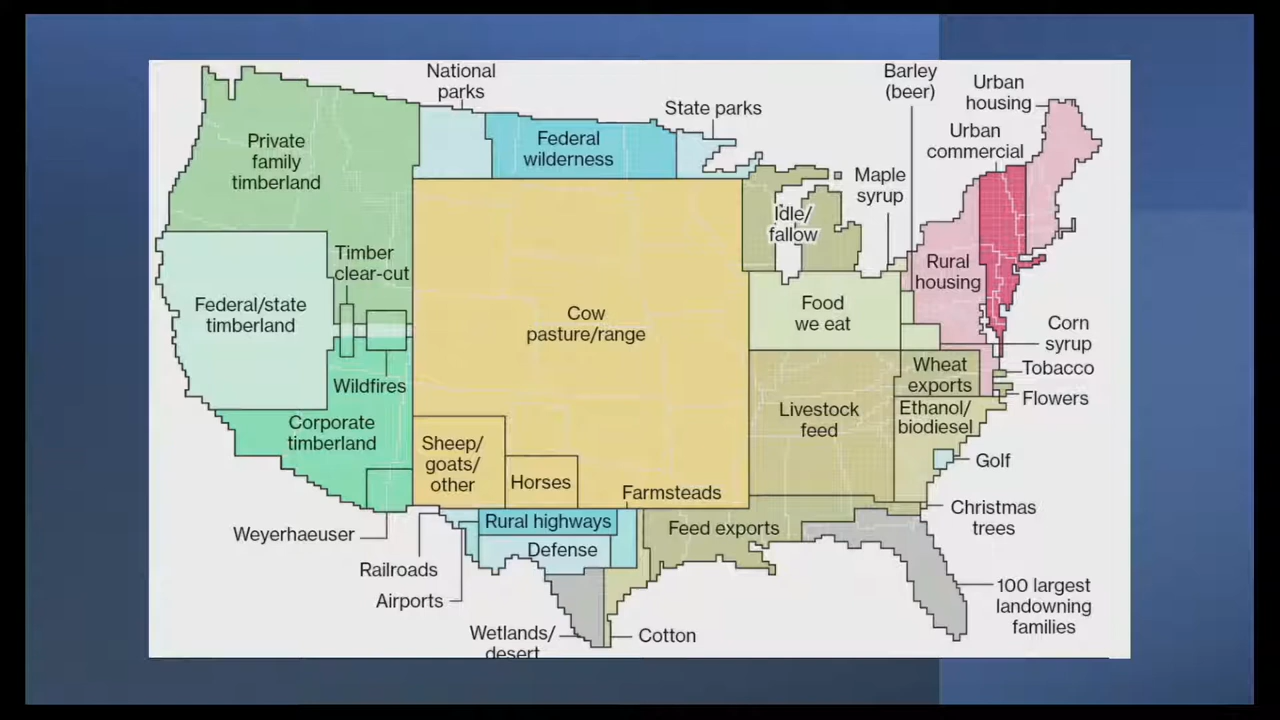 National
parks
Barley
(beer)
Urban
housing
State parks
Urban
commercial
Private
family
timberland
Federal
wilderness
Maple
syrup
Idle/
fallow
Timber
clear-cut
Rural
housing
Federal/state
timberland
Cow
pasture/range
Food
we eat
Corn
syrup
Wildfires
Wheat
exports
Tobacco
Flowers
Corporate
timberland
Livestock
feed
Ethanol/
biodiesel
Sheep/
goats/
other
Horses
Farmsteads
Golf
Weyerhaeuser
Rural highways
Feed exports
Christmas
trees
Defense
Railroads
Airports
100 largest
landowning
families
Wetlands/
desert
Cotton